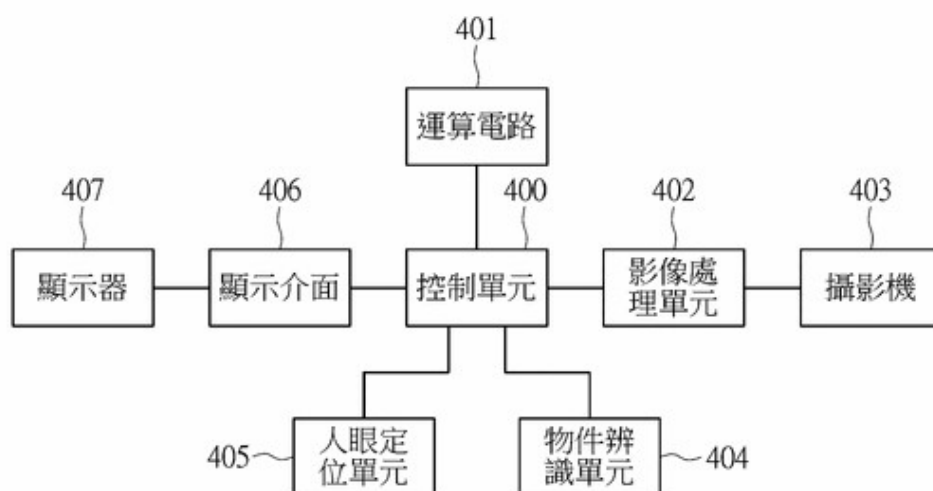 401
運算電路
407
406
400
402
403
顯示器
顯示介面
控制單元
影像處
理單元
攝影機
405
人眼定
位單元
物件辨
識單元
404